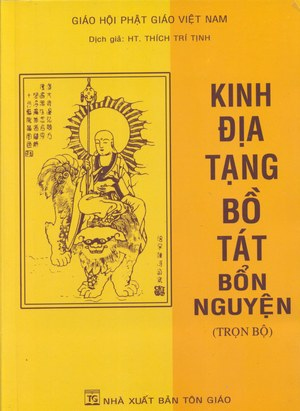 GIÁO HỘI PHẬT GIÁO VIỆT NAM
Dịch giả: HT. THÍCH TRÍ TỊNH
KINH
ĐỊA
TẠNG
BỒ
TÁT
BỔN
NGUYỆN
(TRỌN BỘ)
TG
NHÀ XUẤT BẢN TÔN GIÁO